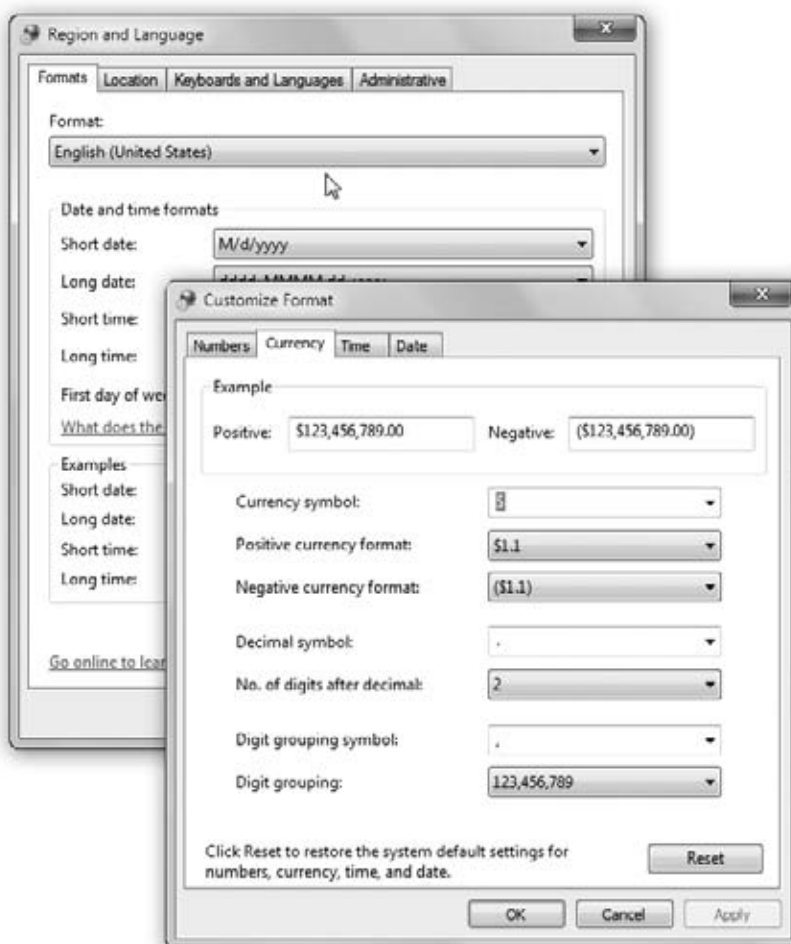 Region and Language
Formats Location Keyboards and Languages Administrative
Format:
English (United States)
Date and time formats
Short date: M/d/yyyy
Long date:
Short time:
Long time:
First day of wee
What does the
Examples
Short date:
Long date:
Short time:
Long time:
Go online to lear
Customize Format
Numbers Currency Time Date
Example
Positive: $123,456,789.00 Negative: ($123,456,789.00)
Currency symbol: $
Positive currency format: $1.1
Negative currency format: ($1.1)
Decimal symbol: .
No. of digits after decimal: 2
Digit grouping symbol: ,
Digit grouping: 123,456,789
Click Reset to restore the system default settings for
numbers, currency, time, and date.
Reset
OK Cancel Apply